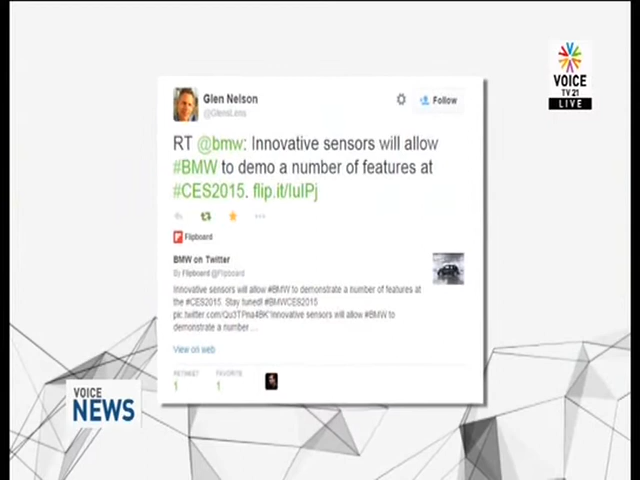 VOICE
TV 21
LIVE
Glen Nelson
@GlensLens
Follow
RT @bmw: Innovative sensors will allow
#BMW to demo a number of features at
#CES2015. flip.it/IuIPj
Flipboard
BMW on Twitter
By Flipboard @Flipboard
Innovative sensors will allow #BMW to demonstrate a number of features at
the #CES2015. Stay tuned! #BMWCES2015
pic.twitter.com/Qu3TPna4BK"Innovative sensors will allow #BMW to
demonstrate a number ...
View on web
RETWEET FAVORITE
1 1
VOICE
NEWS